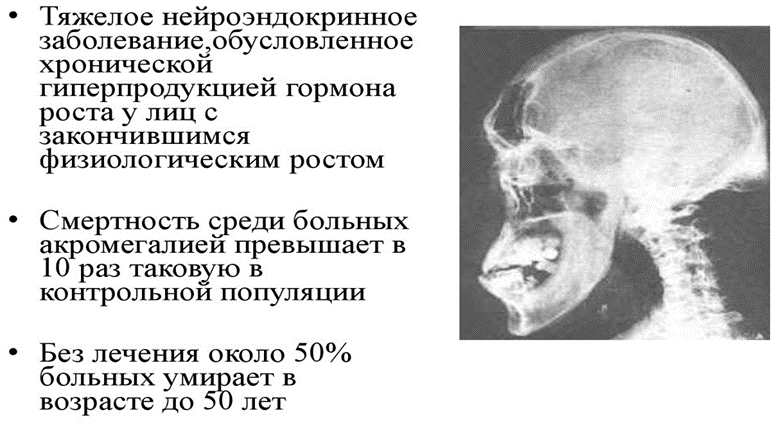 • Тяжелое нейроэндокринное
заболевание,обусловленное
хронической
гиперпродукцией гормона
роста у лиц с
закончившимся
физиологическим ростом
• Смертность среди больных
акромегалией превышает в
10 раз таковую в
контрольной популяции
• Без лечения около 50%
больных умирает в
возрасте до 50 лет